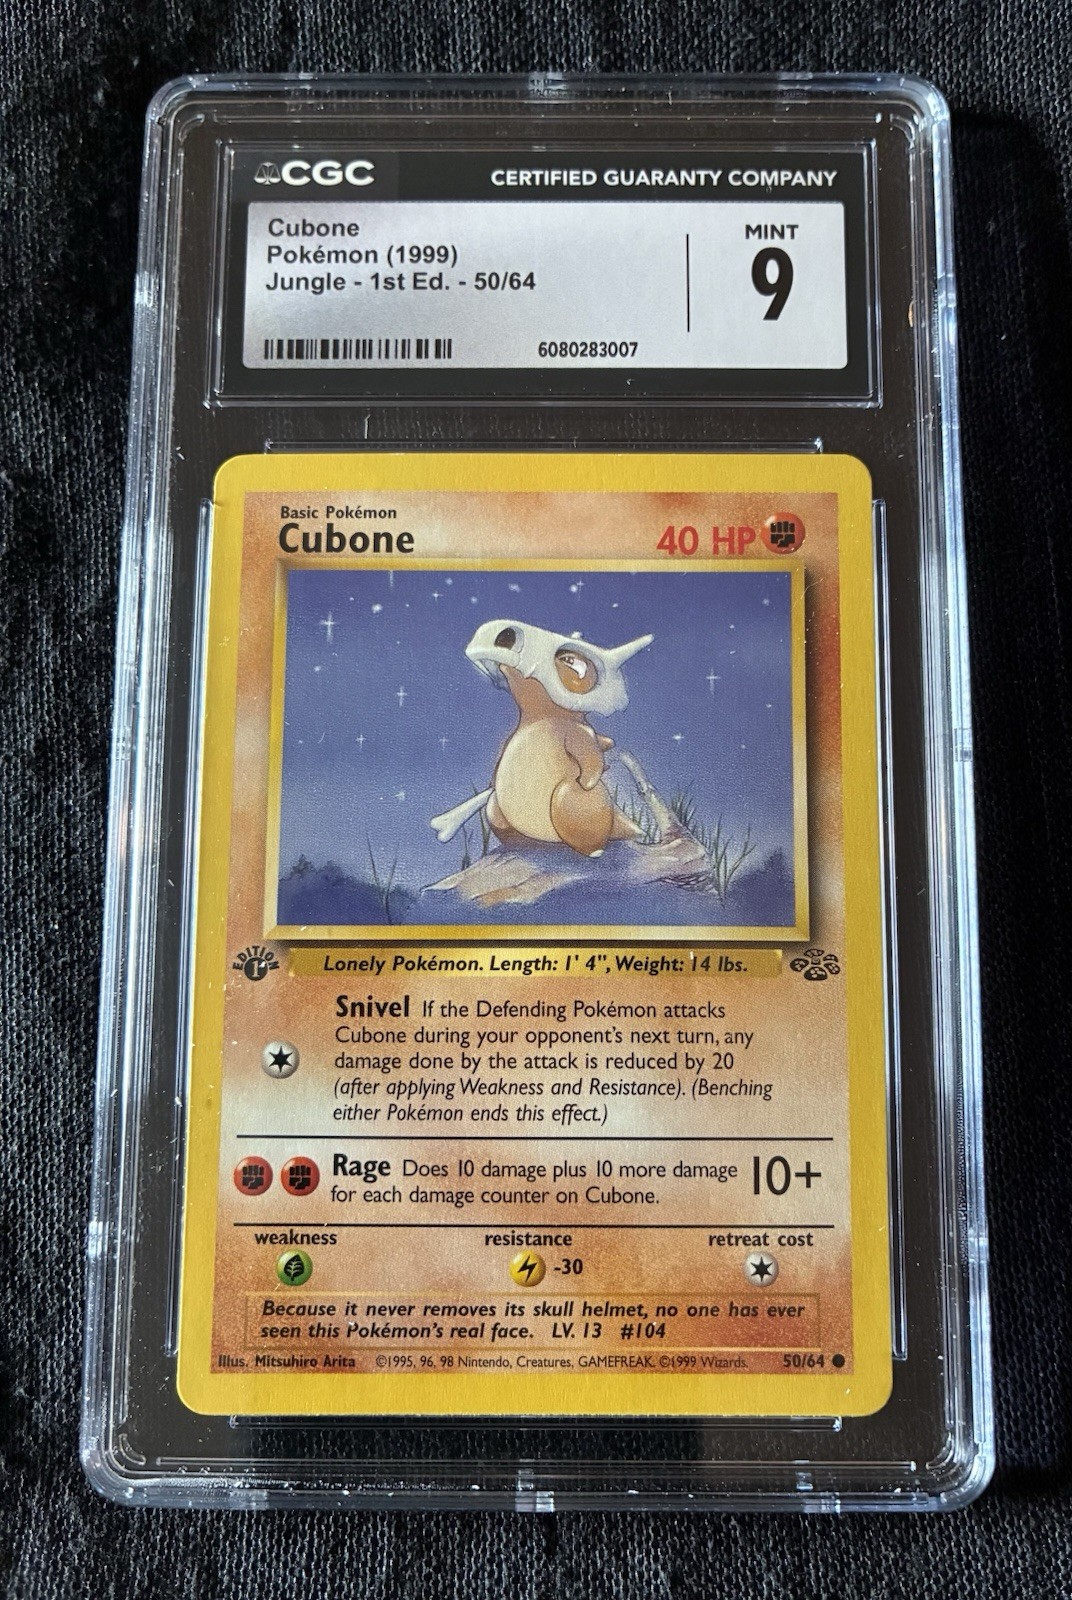 CGC CERTIFIED GUARANTY COMPANY
Cubone
Pokémon (1999)
Jungle - 1st Ed. - 50/64
MINT
9
6080283007
Basic Pokémon
Cubone
40 HP
EDITION
1
Lonely Pokémon. Length: 1' 4", Weight: 14 lbs.
Snivel If the Defending Pokémon attacks
Cubone during your opponent's next turn, any
damage done by the attack is reduced by 20
(after applying Weakness and Resistance). (Benching
either Pokémon ends this effect.)
Rage Does 10 damage plus 10 more damage 10+
for each damage counter on Cubone.
weakness resistance retreat cost
-30
Because it never removes its skull helmet, no one has ever
seen this Pokémon's real face. LV. 13 #104
Illus. Mitsuhiro Arita ©1995, 96, 98 Nintendo, Creatures, GAMEFREAK. ©1999 Wizards. 50/64